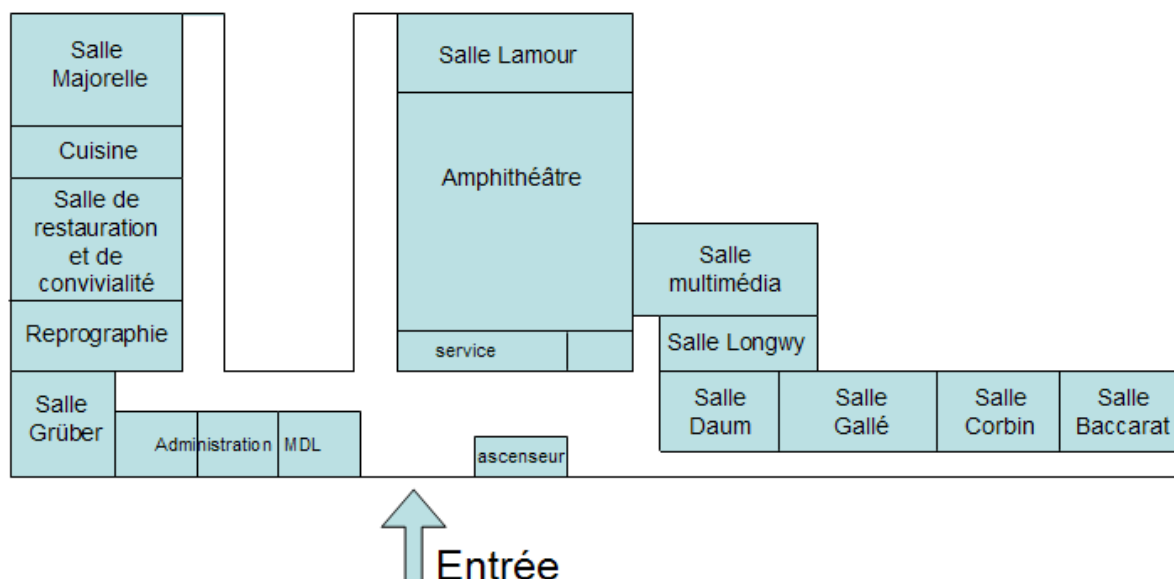 Salle
Majorelle
Cuisine
Salle de
restauration
et de
convivialité
Reprographie
Salle
Grüber
Administration
MDL
Salle Lamour
Amphithéâtre
service
ascenseur
Salle
multimédia
Salle Longwy
Salle
Daum
Salle
Gallé
Salle
Corbin
Salle
Baccarat
Entrée